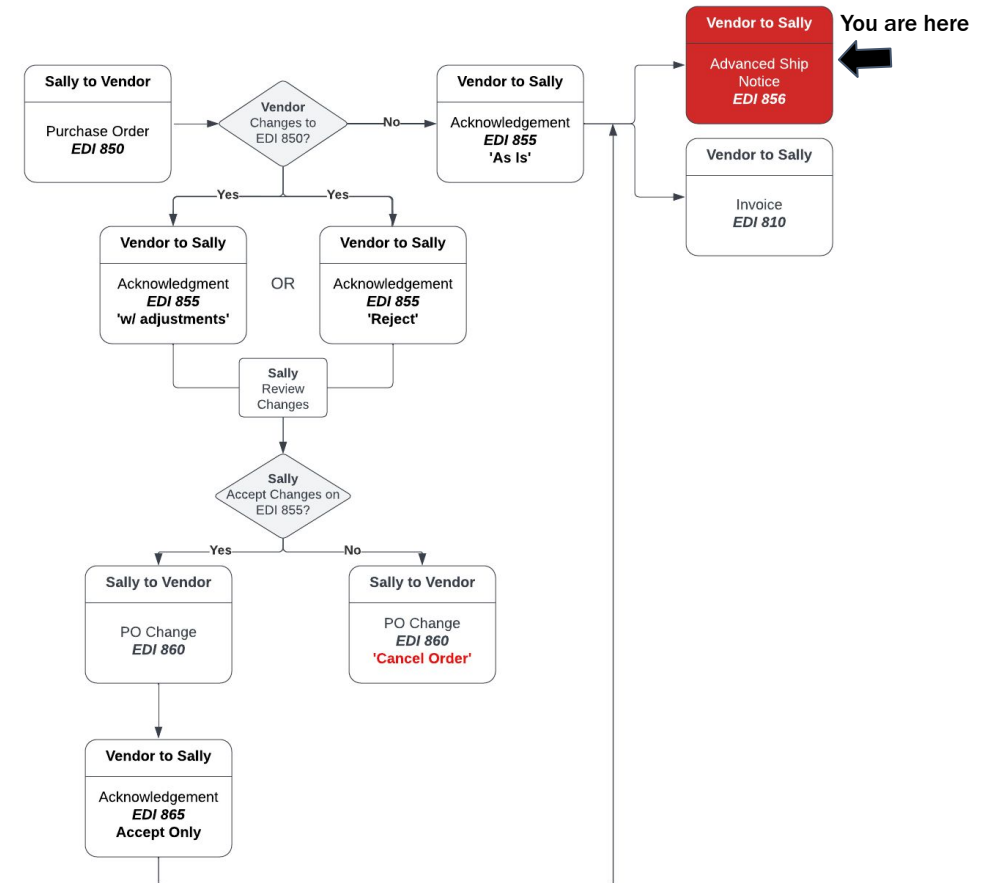 You are here
Vendor to Sally
Advanced Ship
Notice
EDI 856
Sally to Vendor
Purchase Order
EDI 850
Vendor
Changes to
EDI 850?
No
Vendor to Sally
Acknowledgement
EDI 855
'As Is'
Vendor to Sally
Invoice
EDI 810
Yes
Yes
Vendor to Sally
Acknowledgment
EDI 855
'w/ adjustments'
OR
Vendor to Sally
Acknowledgement
EDI 855
'Reject'
Sally
Review
Changes
Sally
Accept Changes on
EDI 855?
Yes
No
Sally to Vendor
PO Change
EDI 860
Sally to Vendor
PO Change
EDI 860
'Cancel Order'
Vendor to Sally
Acknowledgement
EDI 865
Accept Only